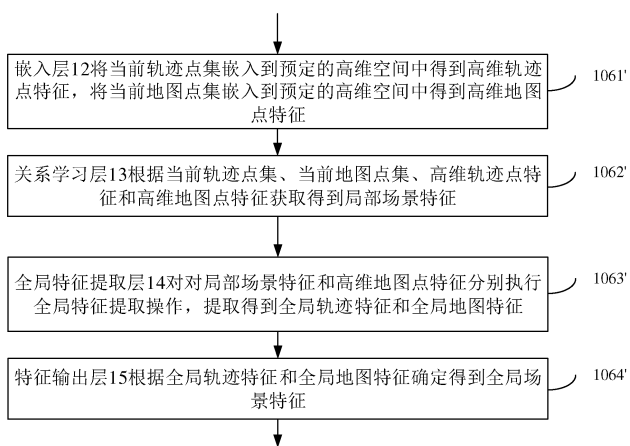 嵌入层12将当前轨迹点集嵌入到预定的高维空间中得到高维轨迹
点特征，将当前地图点集嵌入到预定的高维空间中得到高维地图
点特征
1061'
关系学习层13根据当前轨迹点集、当前地图点集、高维轨迹点特
征和高维地图点特征获取得到局部场景特征
1062'
全局特征提取层14对对局部场景特征和高维地图点特征分别执行
全局特征提取操作，提取得到全局轨迹特征和全局地图特征
1063'
特征输出层15根据全局轨迹特征和全局地图特征确定得到全局场
景特征
1064'